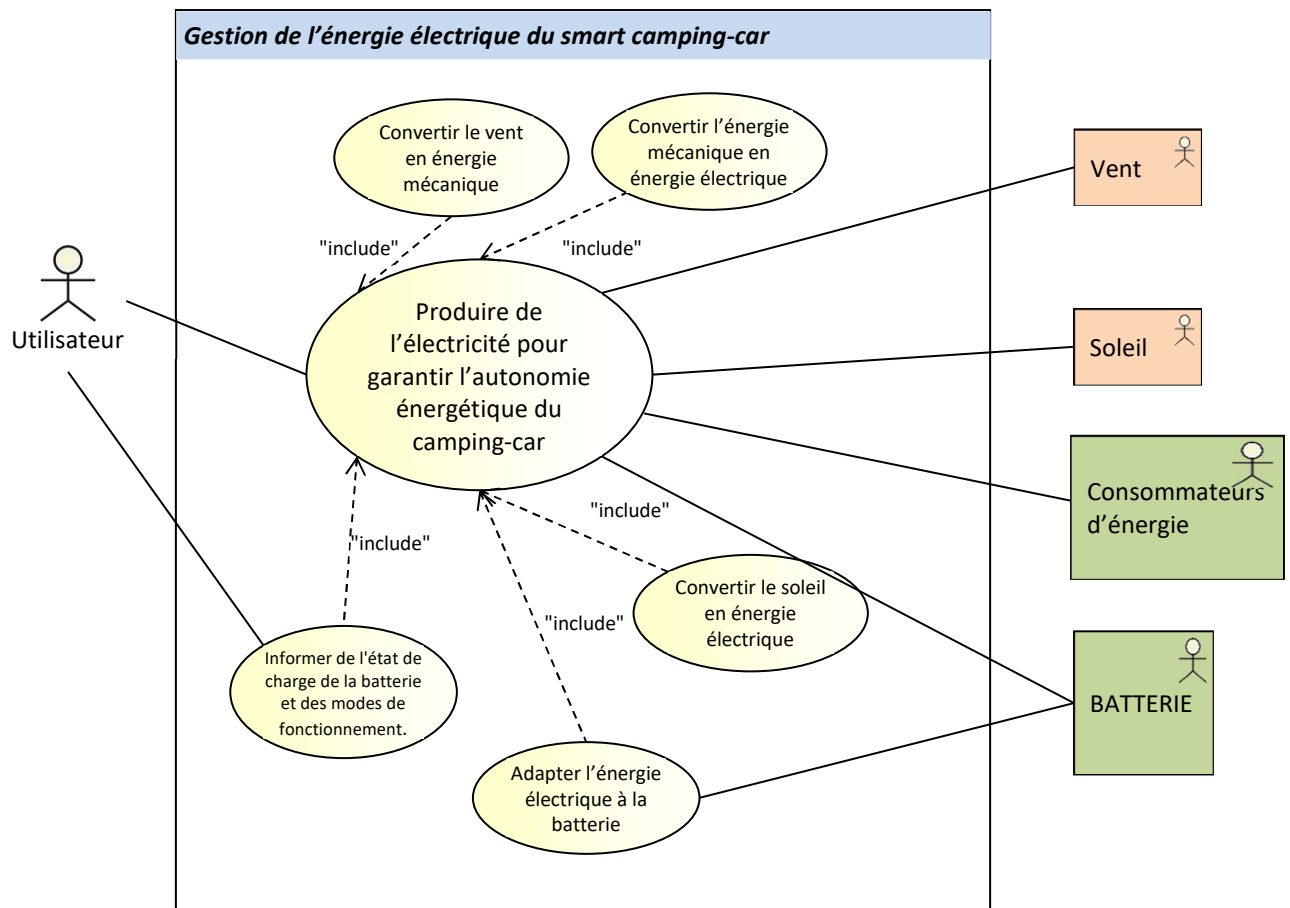 Gestion de l’énergie électrique du smart camping-car
Convertir le vent
en énergie
mécanique
Convertir l’énergie
mécanique en
énergie électrique
"include"
"include"
Vent
Utilisateur
Produire de
l’électricité pour
garantir l’autonomie
énergétique du
camping-car
Soleil
Consommateurs
d’énergie
"include"
"include"
"include"
Convertir le soleil
en énergie
électrique
Informer de l'état de
charge de la batterie
et des modes de
fonctionnement.
BATTERIE
Adapter l’énergie
électrique à la
batterie